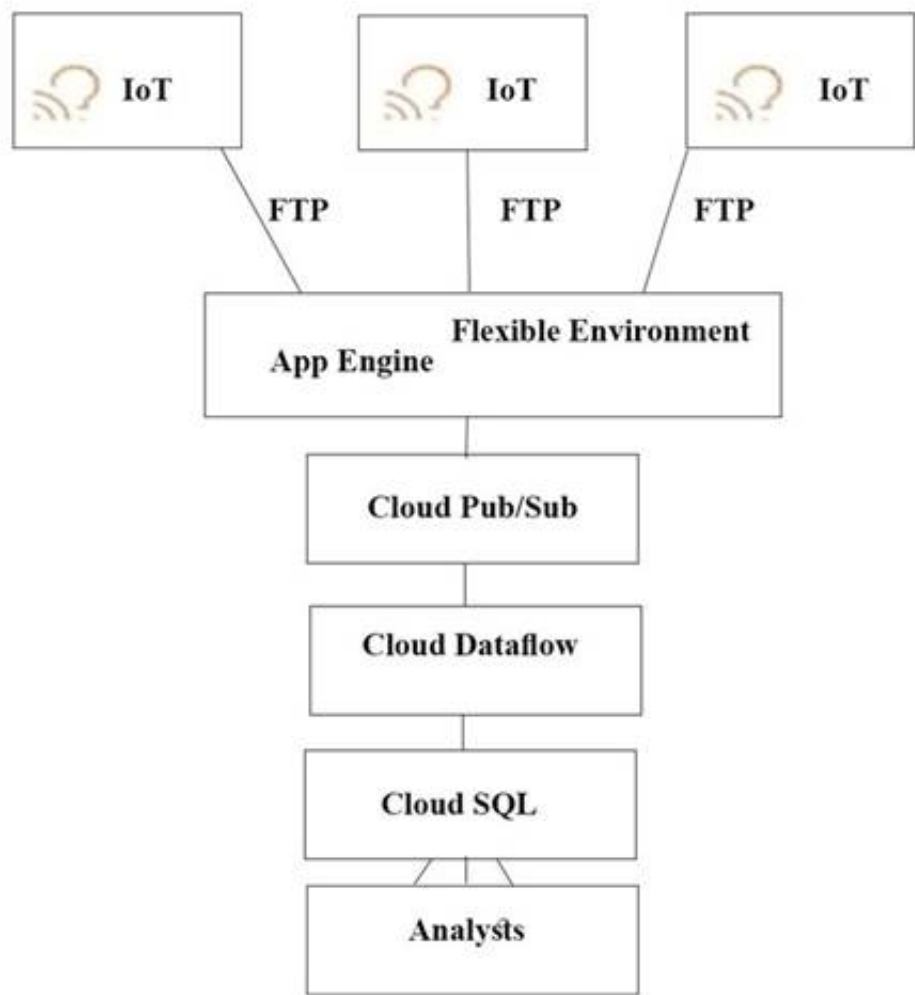 IoT
IoT
IoT
FTP
FTP
FTP
Flexible Environment
App Engine
Cloud Pub/Sub
Cloud Dataflow
Cloud SQL
Analysts